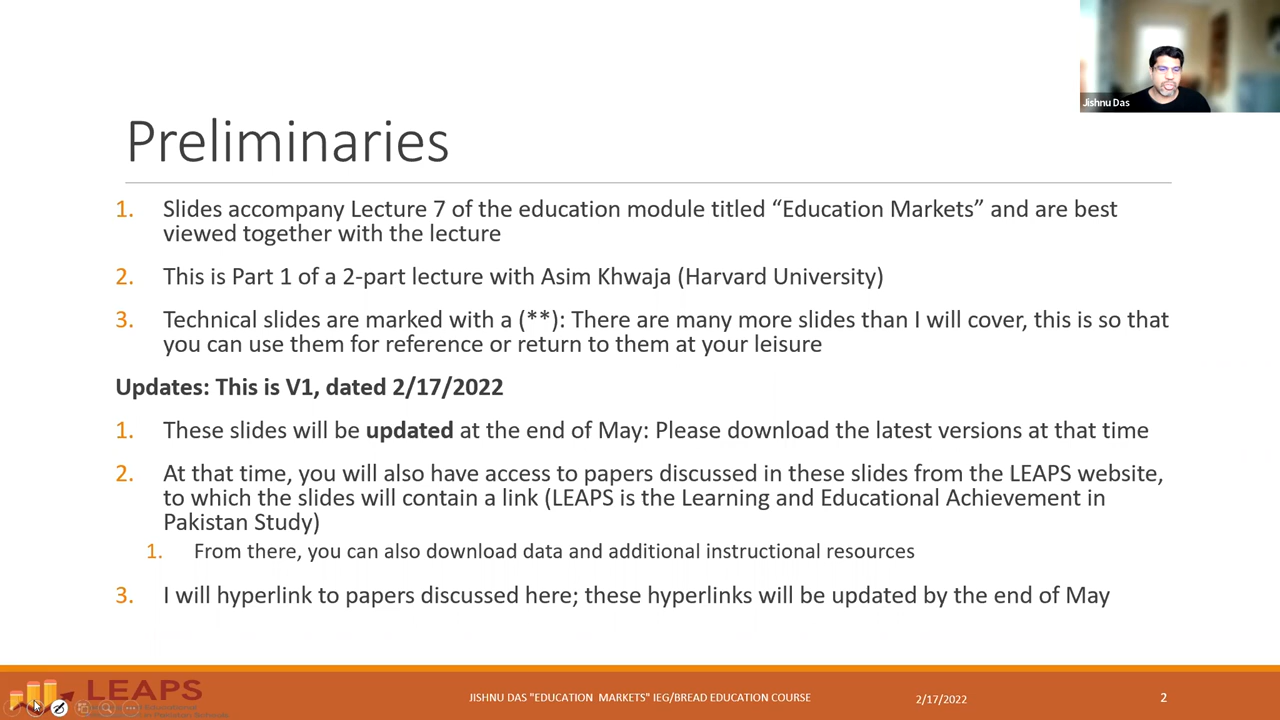 Jishnu Das
Preliminaries
1. Slides accompany Lecture 7 of the education module titled “Education Markets” and are best
viewed together with the lecture
2. This is Part 1 of a 2-part lecture with Asim Khwaja (Harvard University)
3. Technical slides are marked with a (**): There are many more slides than I will cover, this is so that
you can use them for reference or return to them at your leisure
Updates: This is V1, dated 2/17/2022
1. These slides will be updated at the end of May: Please download the latest versions at that time
2. At that time, you will also have access to papers discussed in these slides from the LEAPS website,
to which the slides will contain a link (LEAPS is the Learning and Educational Achievement in
Pakistan Study)
1. From there, you can also download data and additional instructional resources
3. I will hyperlink to papers discussed here; these hyperlinks will be updated by the end of May
LEAPS
JISHNU DAS "EDUCATION MARKETS" IEG/BREAD EDUCATION COURSE
2/17/2022
2